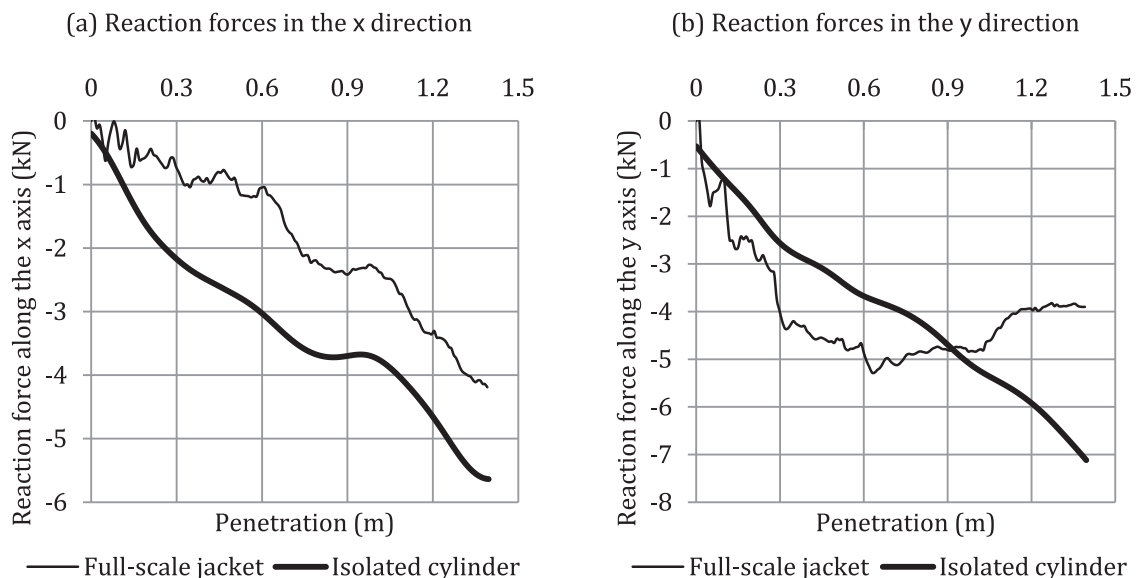 (a) Reaction forces in the x direction
0 0.3 0.6 0.9 1.2 1.5
0
-1
-2
-3
-4
-5
-6
Reaction force along the x axis (kN)
Penetration (m)
Full-scale jacket Isolated cylinder
(b) Reaction forces in the y direction
0 0.3 0.6 0.9 1.2 1.5
0
-1
-2
-3
-4
-5
-6
-7
-8
Reaction force along the y axis (kN)
Penetration (m)
Full-scale jacket Isolated cylinder